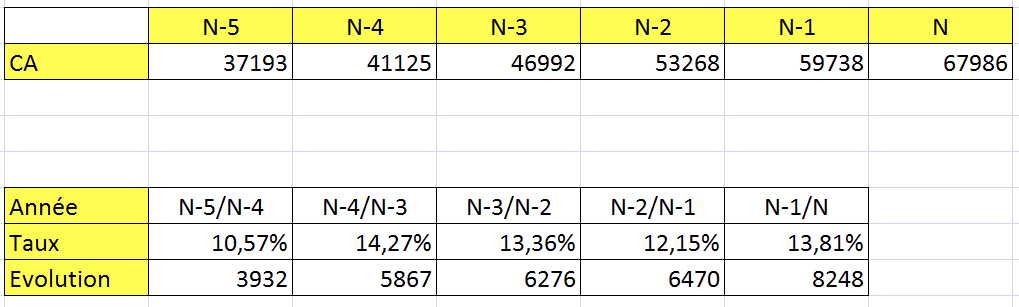 N-5 N-4 N-3 N-2 N-1 N
CA 37193 41125 46992 53268 59738 67986
Année N-5/N-4 N-4/N-3 N-3/N-2 N-2/N-1 N-1/N
Taux 10,57% 14,27% 13,36% 12,15% 13,81%
Evolution 3932 5867 6276 6470 8248